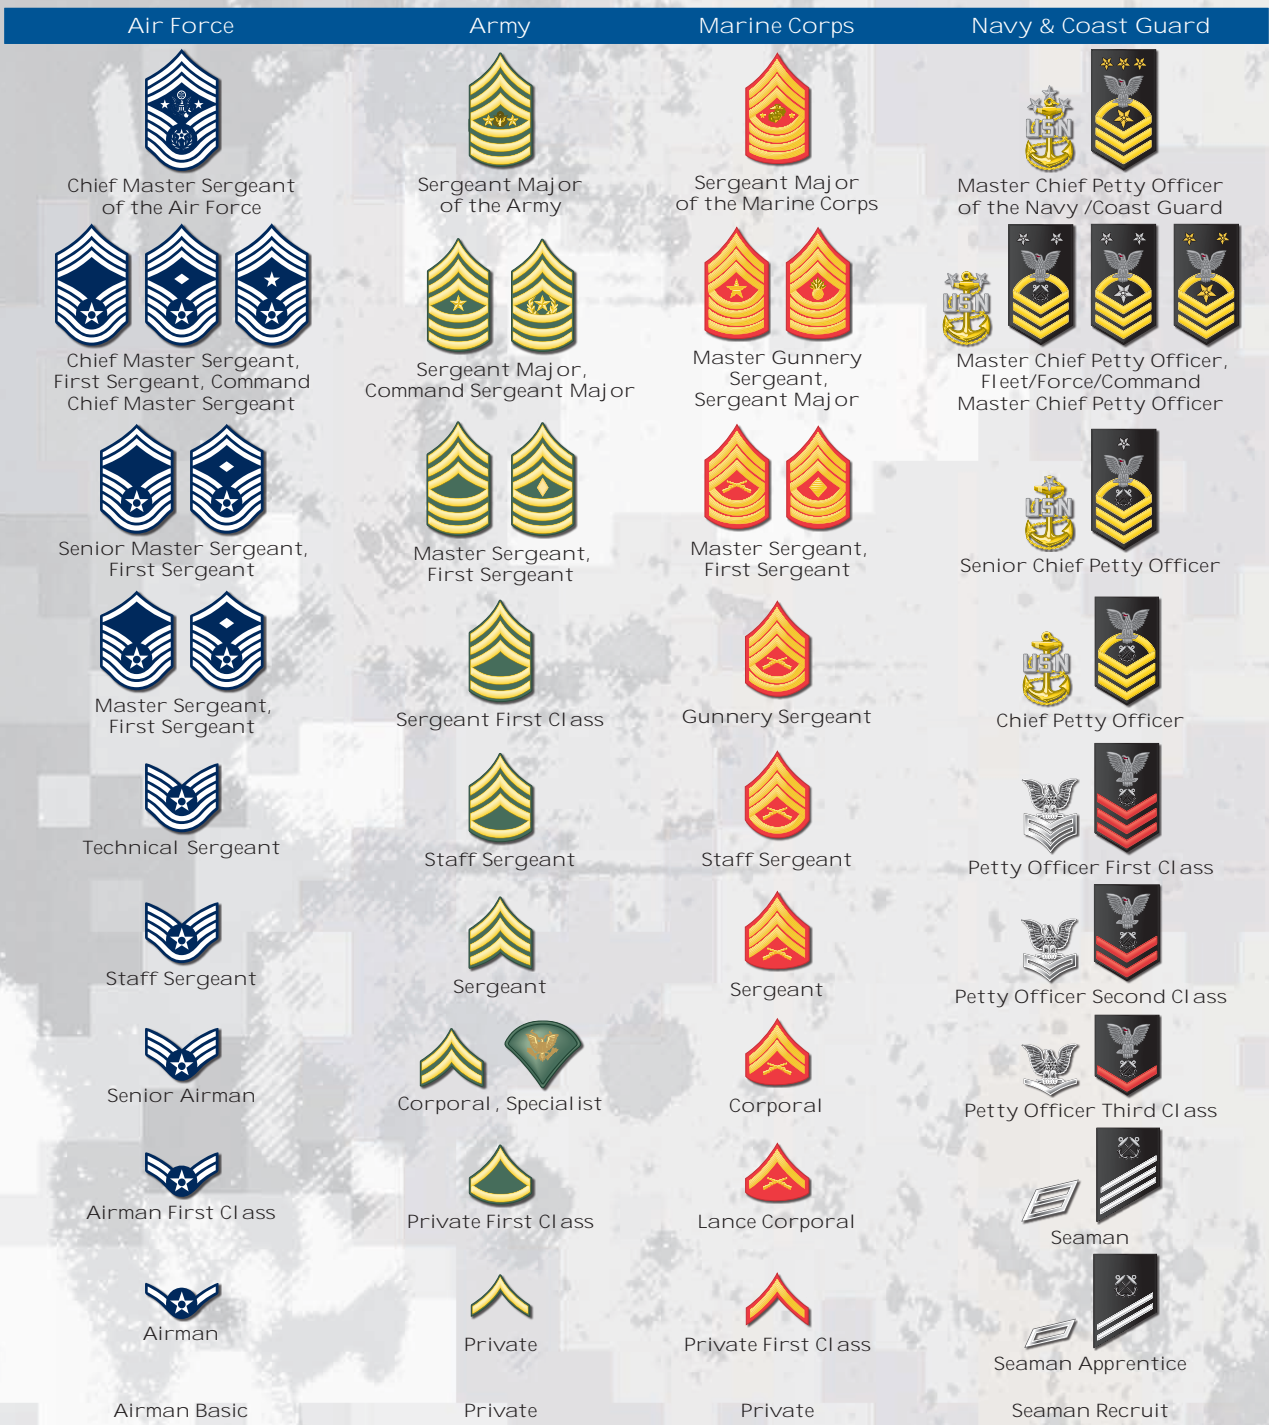 Air Force
Army
Marine Corps
Navy & Coast Guard
USN
Chief Master Sergeant
of the Air Force
Sergeant Major
of the Army
Sergeant Major
of the Marine Corps
Master Chief Petty Officer
of the Navy /Coast Guard
USN
Chief Master Sergeant,
First Sergeant, Command
Chief Master Sergeant
Sergeant Major,
Command Sergeant Major
Master Gunnery
Sergeant,
Sergeant Major
Master Chief Petty Officer,
Fleet/Force/Command
Master Chief Petty Officer
USN
Senior Master Sergeant,
First Sergeant
Master Sergeant,
First Sergeant
Master Sergeant,
First Sergeant
Senior Chief Petty Officer
USN
Master Sergeant,
First Sergeant
Sergeant First Class
Gunnery Sergeant
Chief Petty Officer
Technical Sergeant
Staff Sergeant
Staff Sergeant
Petty Officer First Class
Staff Sergeant
Sergeant
Sergeant
Petty Officer Second Class
Senior Airman
Corporal, Specialist
Corporal
Petty Officer Third Class
Airman First Class
Private First Class
Lance Corporal
Seaman
Airman
Private
Private First Class
Seaman Apprentice
Airman Basic
Private
Private
Seaman Recruit